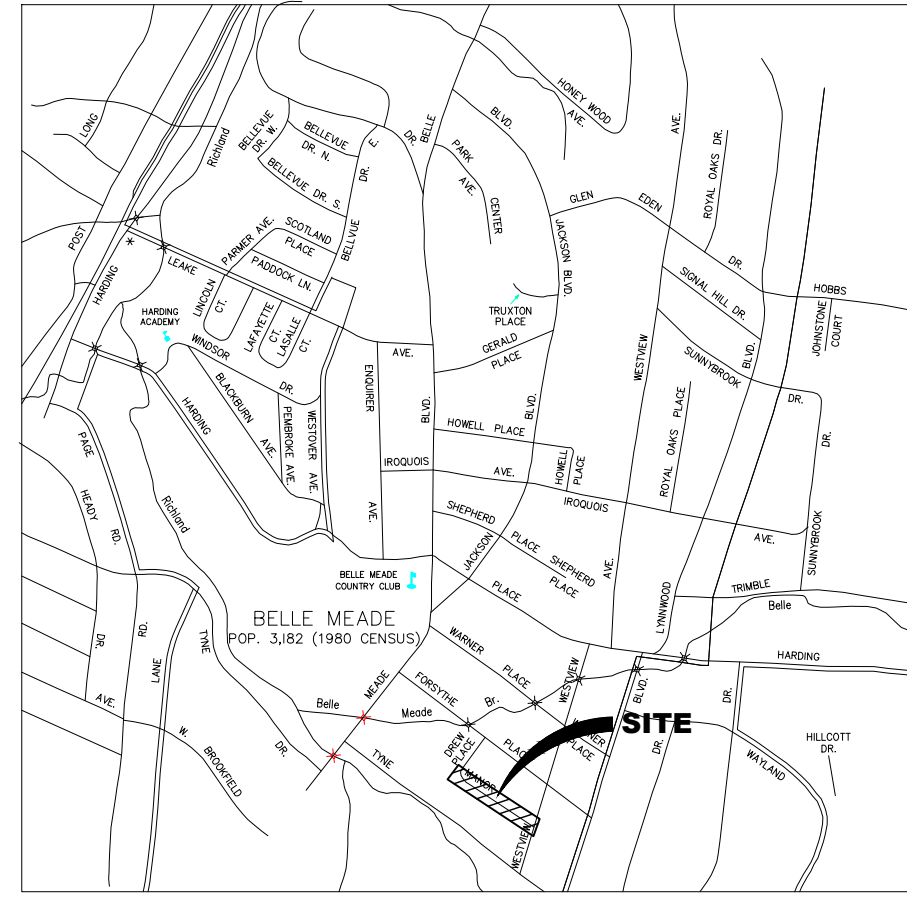 LONG
Richland
BELLEVUE
DR. W.
BELLEVUE
DR. N.
BELLEVUE DR. S.
DR.
E.
BELLVUE
DR.
BELLE
BLVD.
HONEY WOOD
AVE.
PARK
AVE.
CENTER
AVE.
ROYAL OAKS DR.
GLEN
EDEN
DR.
HOBBS
POST
HARDING
*
LEAKE
PARMER AVE.
SCOTLAND
PLACE
PADDOCK LN.
LINCOLN
CT.
LAFAYETTE
CT.
LASALLE
CT.
HARDING
ACADEMY
WINDSOR
DR.
JACKSON BLVD.
TRUXTON
PLACE
GERALD
PLACE
SIGNAL HILL DR.
SUNNYBROOK
DR.
BLVD.
JOHNSTONE
COURT
WESTVIEW
AVE.
ENQUIRER
AVE.
BLVD.
BLVD.
BLACKBURN
AVE.
PEMBROKE AVE.
WESTOVER AVE.
HARDING
HOWELL PLACE
HOWELL
PLACE
ROYAL OAKS PLACE
DR.
SUNNYBROOK
IROQUOIS
AVE.
IROQUOIS
AVE.
PAGE
RD.
HEADY
DR.
Richland
SHEPHERD
PLACE
SHEPHERD
PLACE
JACKSON
PLACE
AVE.
LYNNWOOD
TRIMBLE
Belle
BELLE MEADE
COUNTRY CLUB
BELLE MEADE
POP. 3,182 (1980 CENSUS)
WARNER
PLACE
WESTVIEW
HARDING
RD.
LANE
TYNE
DR.
AVE.
W.
BROOKFIELD
Belle
MEADE
Meade
Br.
FORSYTHE
PLACE
WARNER
PLACE
BLVD.
DR.
DR.
SITE
WAYLAND
HILLCOTT
DR.
TYNE
DREW
PLACE
MANOR
WESTVIEW